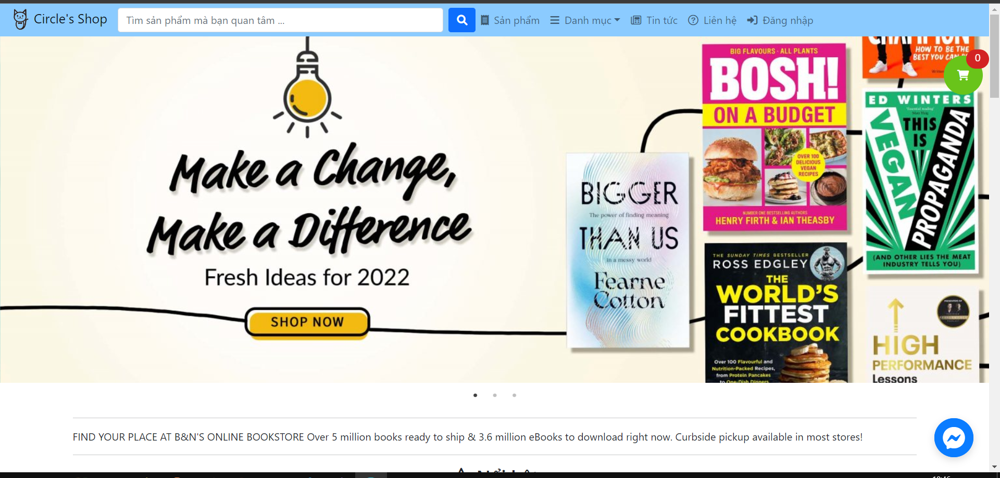 Circle's Shop
Tìm sản phẩm mà bạn quan tâm ...
Sản phẩm
Danh mục
Tin tức
Liên hệ
Đăng nhập
0
Make a Change,
Make a Difference
Fresh Ideas for 2022
SHOP NOW
BIGGER
The power of finding meaning
THAN US
in a messy world
Fearne
Cotton
BIG FLAVOURS · ALL PLANTS
BOSH!
ON A BUDGET
OVER 100
DELICIOUS
VEGAN
RECIPES
NUMBER ONE BESTSELLING AUTHORS
HENRY FIRTH & IAN THEASBY
THE SUNDAY TIMES BESTSELLER
ROSS EDGLEY
THE
WORLD'S
FITTEST
COOKBOOK
Over 100 Flavourful and
Nutrition-Packed Recipes,
from Protein Pancakes
to One-Dish Dinners
CHAMPION
HOW TO BE THE
BEST YOU CAN
ED WINTERS
'Essential reading'
Matt Haig
THIS
IS
VEGAN
PROPAGANDA
(AND OTHER LIES THE MEAT
INDUSTRY TELLS YOU)
HIGH
PERFORMANCE
Lessons
FIND YOUR PLACE AT B&N'S ONLINE BOOKSTORE Over 5 million books ready to ship & 3.6 million eBooks to download right now. Curbside pickup available in most stores!